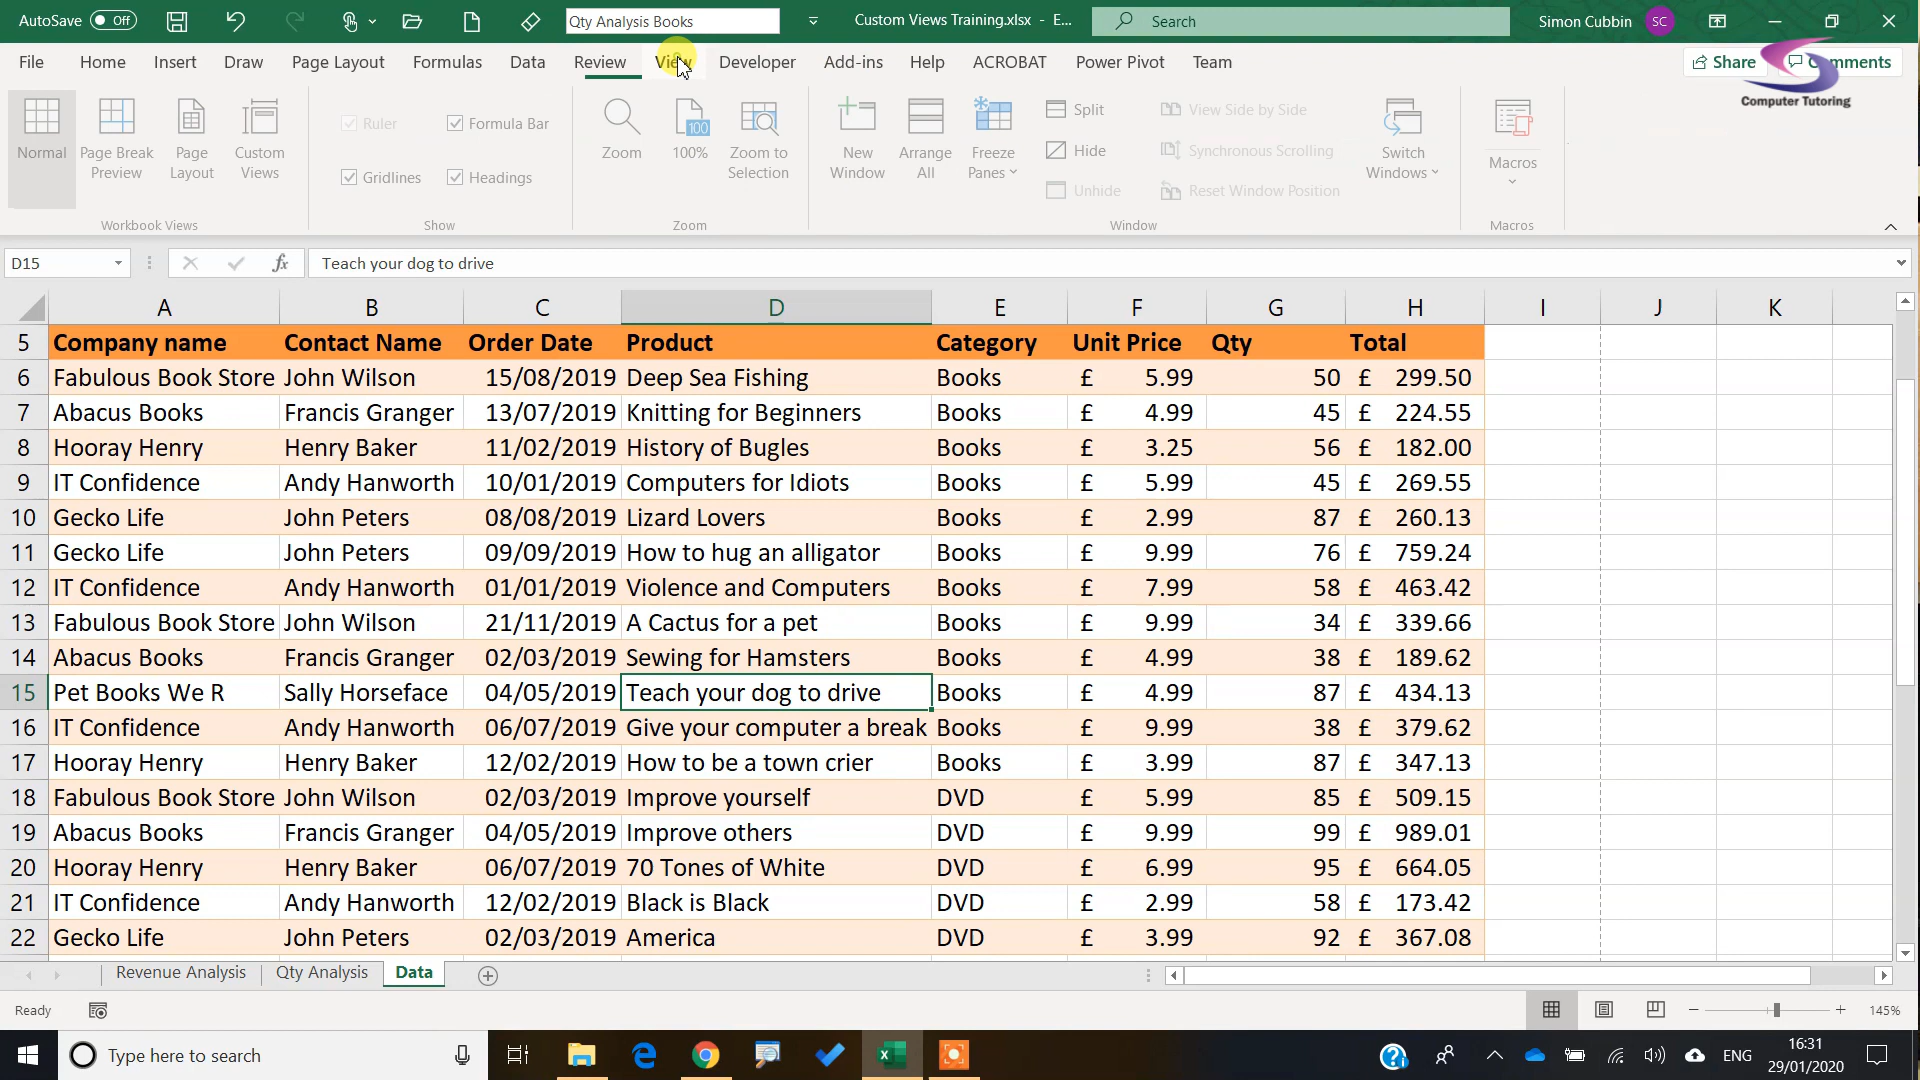 AutoSave Off Qty Analysis Books Custom Views Training.xlsx - E... Search Simon Cubbin SC
File Home Insert Draw Page Layout Formulas Data Review View Developer Add-ins Help ACROBAT Power Pivot Team Share Comments
Computer Tutoring
Normal Page Break Preview Page Layout Custom Views
Ruler Formula Bar
Gridlines Headings
Zoom 100 100% Zoom to Selection
New Window Arrange All Freeze Panes
Split View Side by Side
Hide Synchronous Scrolling
Unhide Reset Window Position
Switch Windows Macros
Workbook Views Show Zoom Window Macros
D15 fx Teach your dog to drive
A B C D E F G H I J K
5 Company name Contact Name Order Date Product Category Unit Price Qty Total
6 Fabulous Book Store John Wilson 15/08/2019 Deep Sea Fishing Books £ 5.99 50 £ 299.50
7 Abacus Books Francis Granger 13/07/2019 Knitting for Beginners Books £ 4.99 45 £ 224.55
8 Hooray Henry Henry Baker 11/02/2019 History of Bugles Books £ 3.25 56 £ 182.00
9 IT Confidence Andy Hanworth 10/01/2019 Computers for Idiots Books £ 5.99 45 £ 269.55
10 Gecko Life John Peters 08/08/2019 Lizard Lovers Books £ 2.99 87 £ 260.13
11 Gecko Life John Peters 09/09/2019 How to hug an alligator Books £ 9.99 76 £ 759.24
12 IT Confidence Andy Hanworth 01/01/2019 Violence and Computers Books £ 7.99 58 £ 463.42
13 Fabulous Book Store John Wilson 21/11/2019 A Cactus for a pet Books £ 9.99 34 £ 339.66
14 Abacus Books Francis Granger 02/03/2019 Sewing for Hamsters Books £ 4.99 38 £ 189.62
15 Pet Books We R Sally Horseface 04/05/2019 Teach your dog to drive Books £ 4.99 87 £ 434.13
16 IT Confidence Andy Hanworth 06/07/2019 Give your computer a break Books £ 9.99 38 £ 379.62
17 Hooray Henry Henry Baker 12/02/2019 How to be a town crier Books £ 3.99 87 £ 347.13
18 Fabulous Book Store John Wilson 02/03/2019 Improve yourself DVD £ 5.99 85 £ 509.15
19 Abacus Books Francis Granger 04/05/2019 Improve others DVD £ 9.99 99 £ 989.01
20 Hooray Henry Henry Baker 06/07/2019 70 Tones of White DVD £ 6.99 95 £ 664.05
21 IT Confidence Andy Hanworth 12/02/2019 Black is Black DVD £ 2.99 58 £ 173.42
22 Gecko Life John Peters 02/03/2019 America DVD £ 3.99 92 £ 367.08
Revenue Analysis Qty Analysis Data
Ready 145%
Type here to search ENG 16:31
29/01/2020